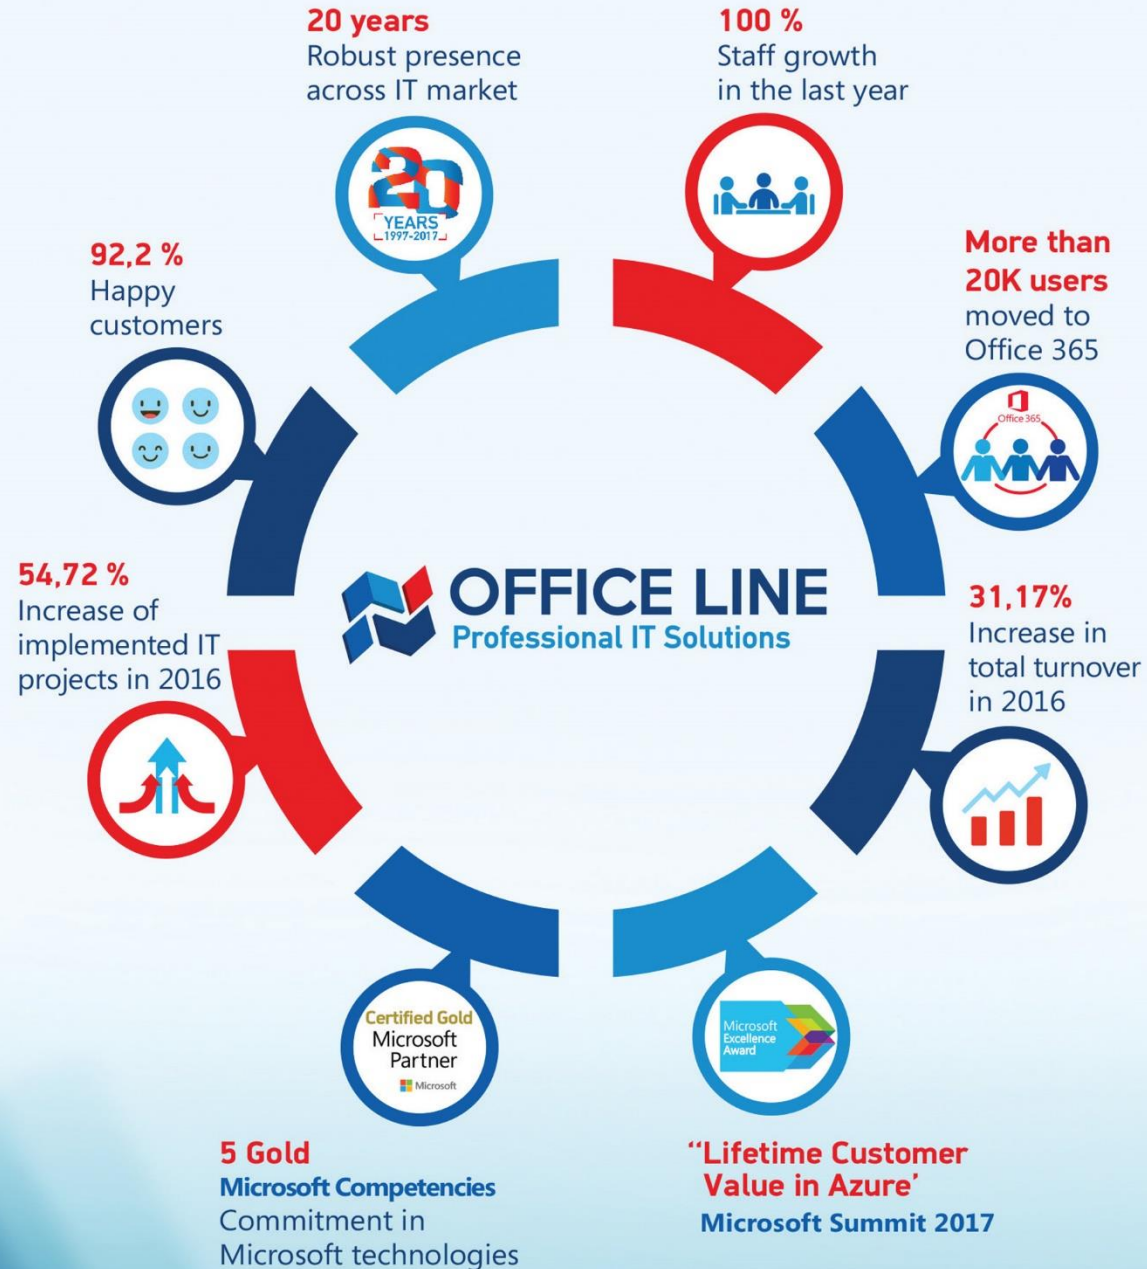 20 years
Robust presence
across IT market
20
YEARS
1997-2017
100 %
Staff growth
in the last year
92,2 %
Happy
customers
More than
20K users
moved to
Office 365
Office 365
54,72 %
Increase of
implemented IT
projects in 2016
OFFICE LINE
Professional IT Solutions
31,17%
Increase in
total turnover
in 2016
Certified Gold
Microsoft
Partner
Microsoft
5 Gold
Microsoft Competencies
Commitment in
Microsoft technologies
Microsoft
Excellence
Award
“Lifetime Customer
Value in Azure’
Microsoft Summit 2017